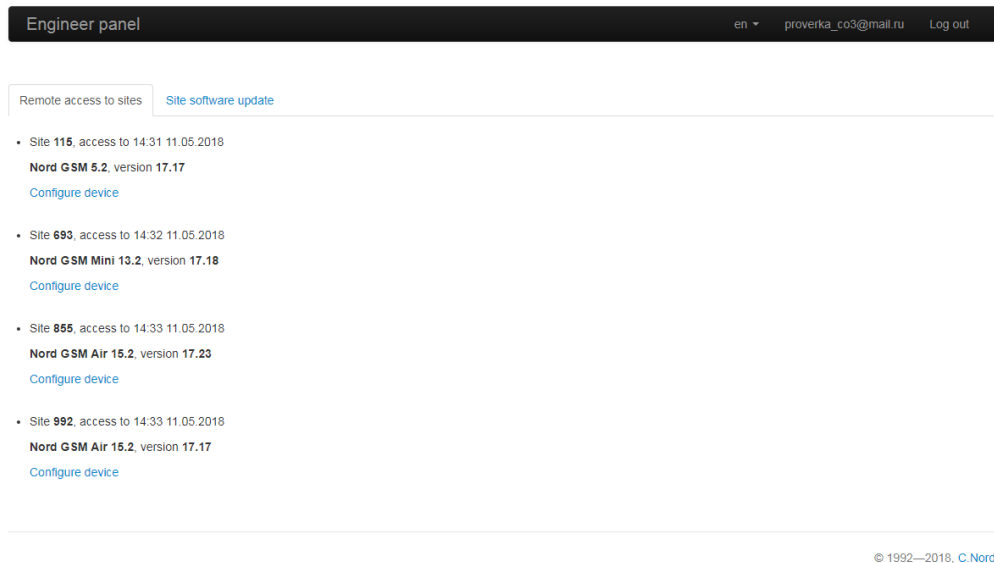 Engineer panel en proverka_co3@mail.ru Log out
Remote access to sites Site software update
Site 115, access to 14:31 11.05.2018
Nord GSM 5.2, version 17.17
Configure device
Site 693, access to 14:32 11.05.2018
Nord GSM Mini 13.2, version 17.18
Configure device
Site 855, access to 14:33 11.05.2018
Nord GSM Air 15.2, version 17.23
Configure device
Site 992, access to 14:33 11.05.2018
Nord GSM Air 15.2, version 17.17
Configure device
© 1992—2018, C.Nord